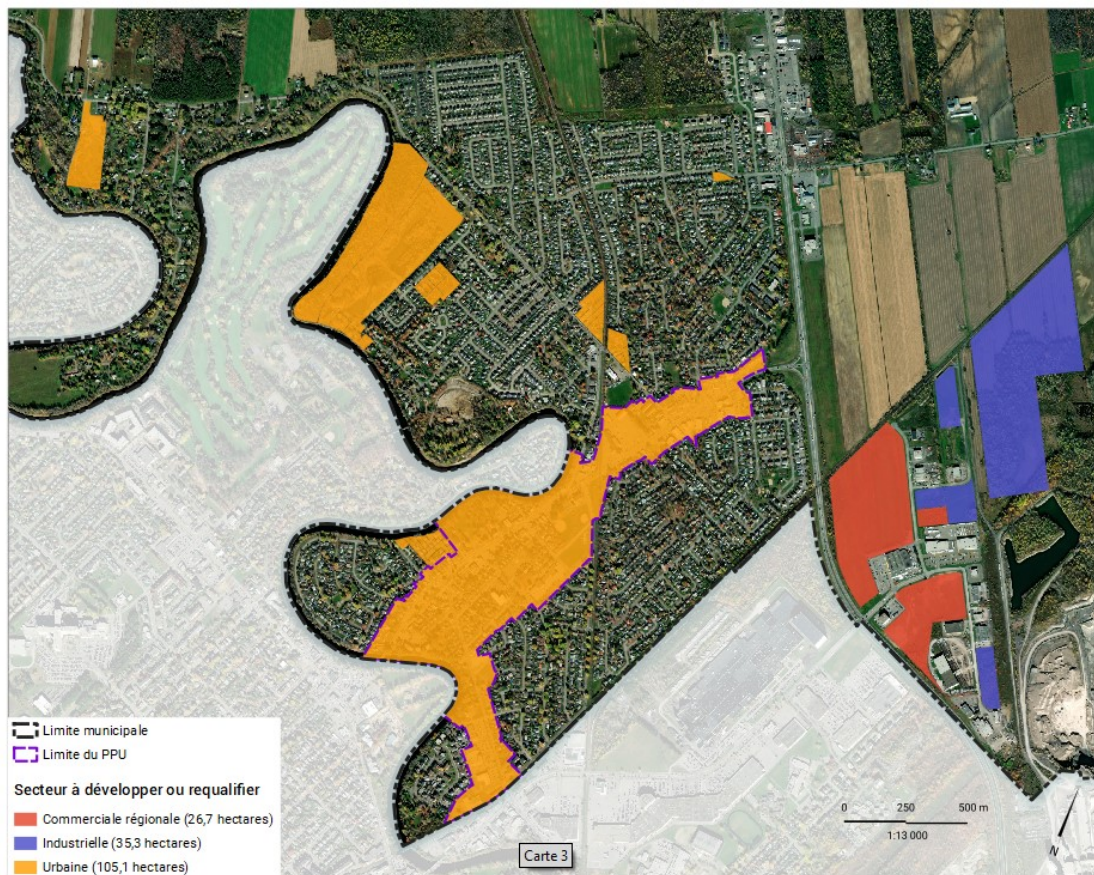 Limite municipale
Limite du PPU
Secteur à développer ou requalifier
Commerciale régionale (26,7 hectares)
Industrielle (35,3 hectares)
Urbaine (105,1 hectares)
Carte 3
0 250 500 m
1:13 000
N